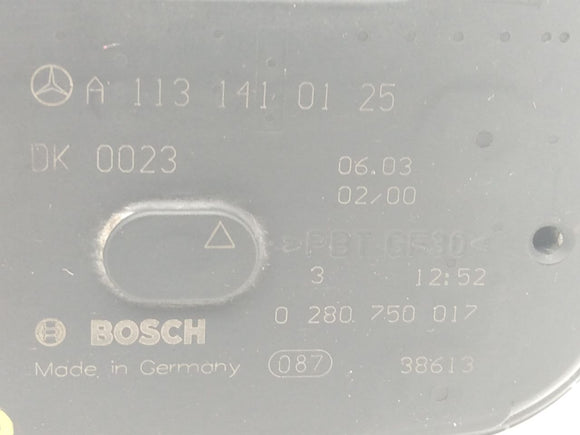 A 113 141 01 25
DK 0023
06.03
02/00
>PBT GF30<
3 12:52
0 280 750 017
BOSCH
Made in Germany 087 38613